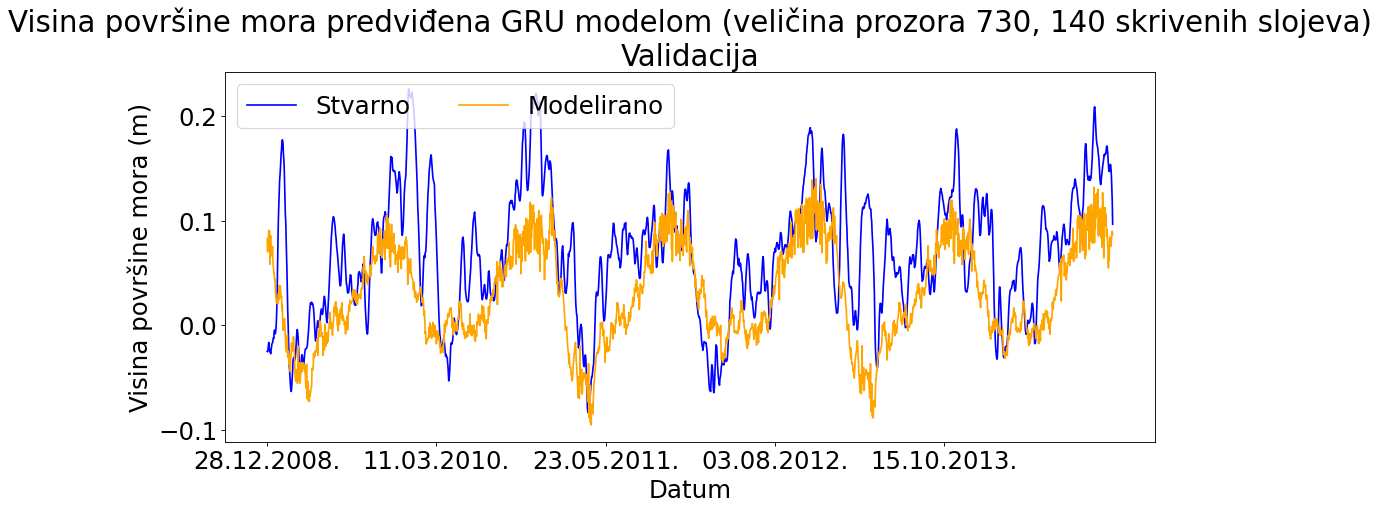 Visina površine mora predviđena GRU modelom (veličina prozora 730, 140 skrivenih slojeva)
Validacija
Stvarno
Modelirano
Visina površine mora (m)
0.2
0.1
0.0
−0.1
28.12.2008.
11.03.2010.
23.05.2011.
03.08.2012.
15.10.2013.
Datum